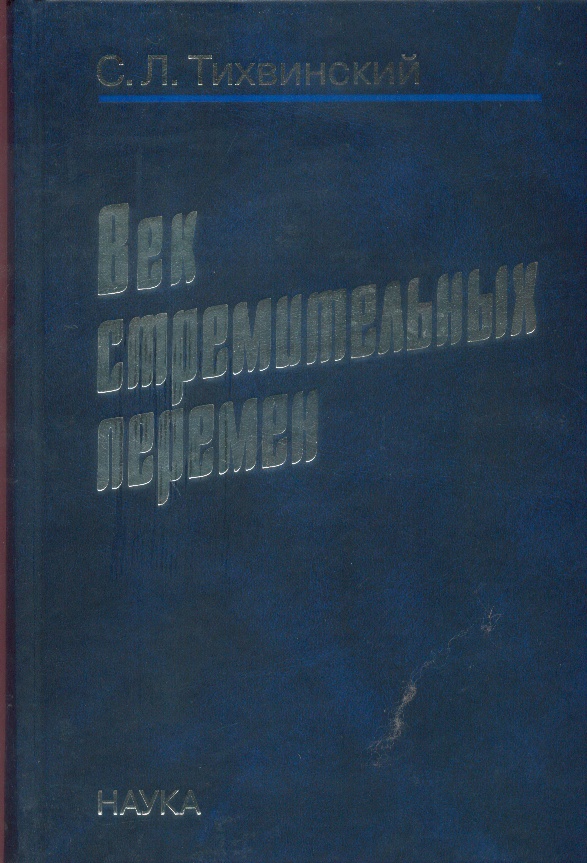 С. Л. Тихвинский
Век
стремительных
перемен
НАУКА